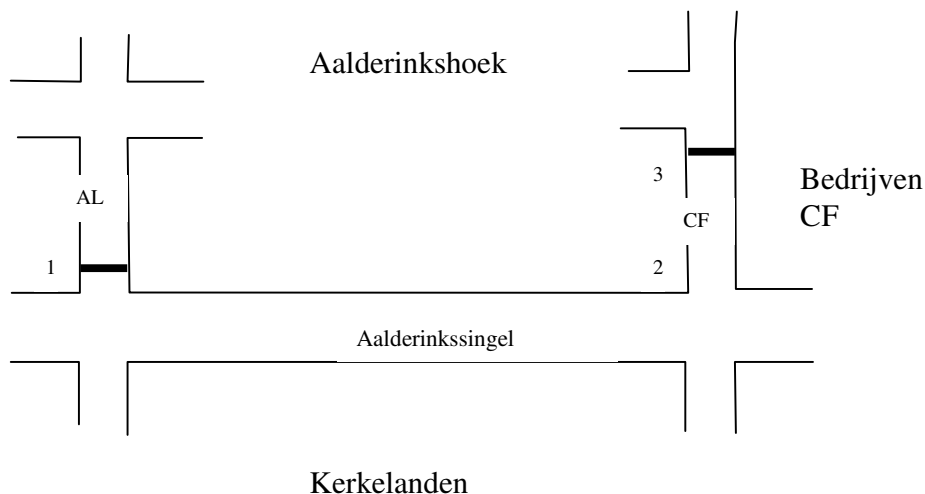 Aalderinkshoek
3
Bedrijven
CF
AL
CF
1
2
Aalderinkssingel
Kerkelanden